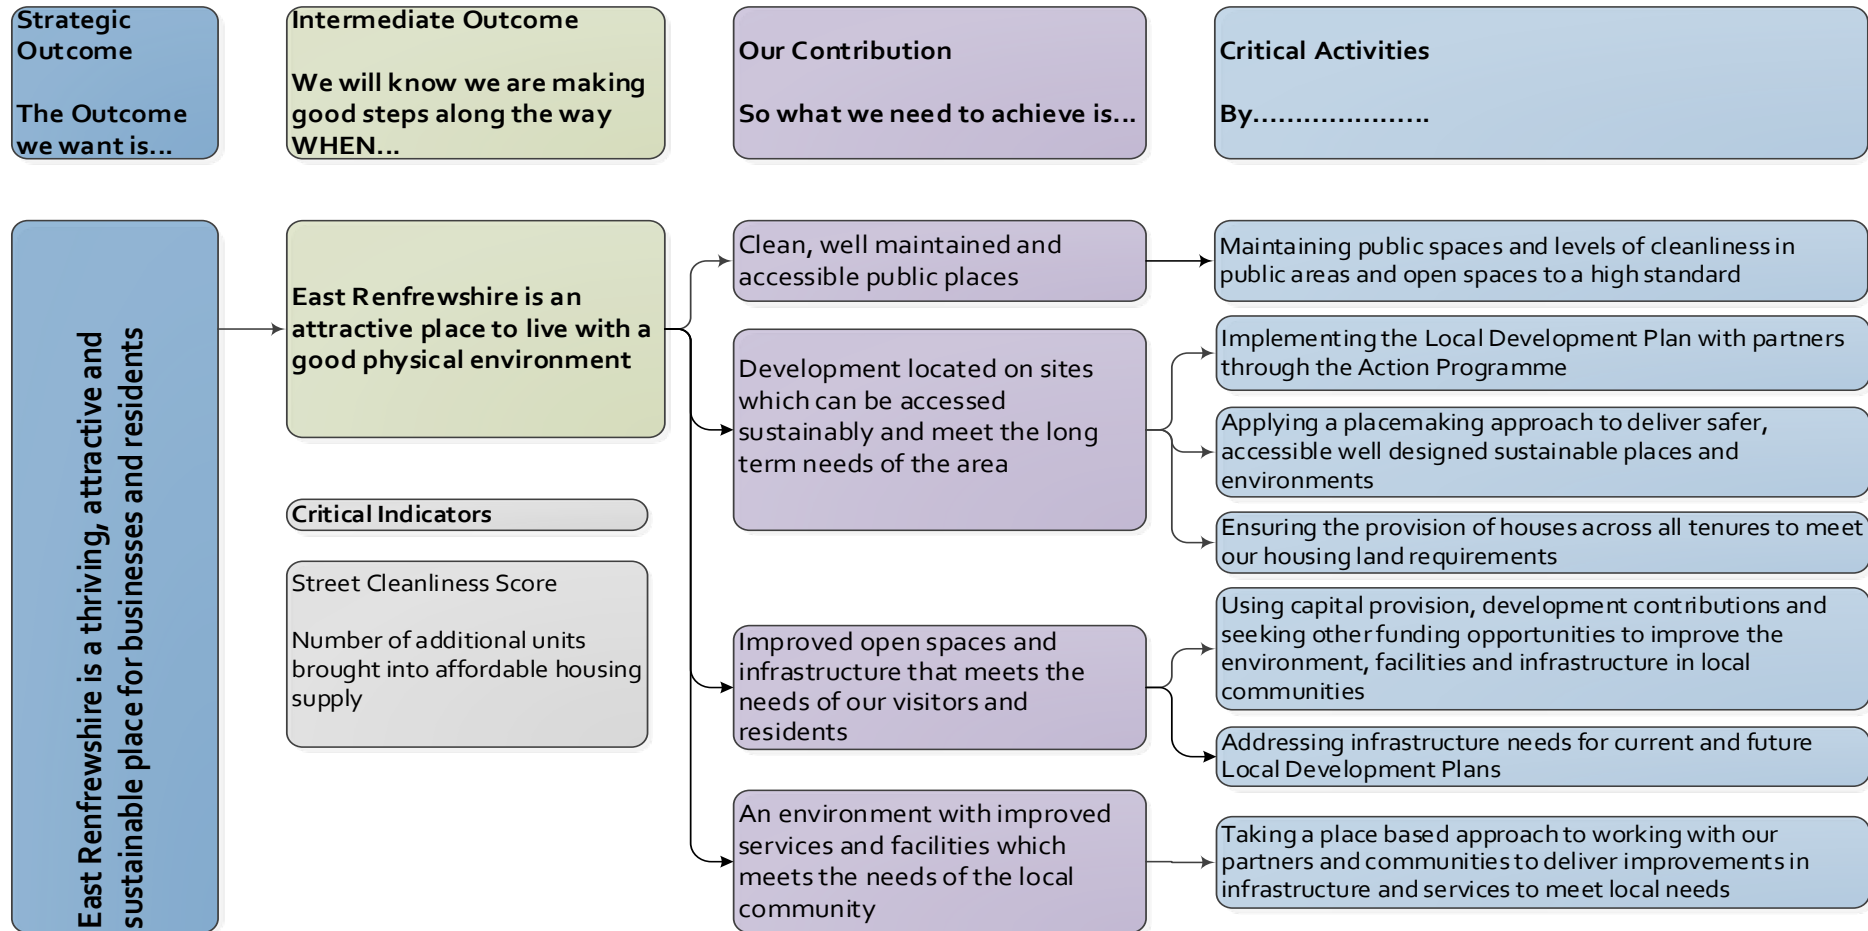 Strategic
Outcome
The Outcome
we want is...
Intermediate Outcome
We will know we are making
good steps along the way
WHEN...
Our Contribution
So what we need to achieve is...
Critical Activities
By.....................
East Renfrewshire is a thriving, attractive and
sustainable place for businesses and residents
East Renfrewshire is an
attractive place to live with a
good physical environment
Critical Indicators
Street Cleanliness Score
Number of additional units
brought into affordable housing
supply
Clean, well maintained and
accessible public places
Development located on sites
which can be accessed
sustainably and meet the long
term needs of the area
Improved open spaces and
infrastructure that meets the
needs of our visitors and
residents
An environment with improved
services and facilities which
meets the needs of the local
community
Maintaining public spaces and levels of cleanliness in
public areas and open spaces to a high standard
Implementing the Local Development Plan with partners
through the Action Programme
Applying a placemaking approach to deliver safer,
accessible well designed sustainable places and
environments
Ensuring the provision of houses across all tenures to meet
our housing land requirements
Using capital provision, development contributions and
seeking other funding opportunities to improve the
environment, facilities and infrastructure in local
communities
Addressing infrastructure needs for current and future
Local Development Plans
Taking a place based approach to working with our
partners and communities to deliver improvements in
infrastructure and services to meet local needs